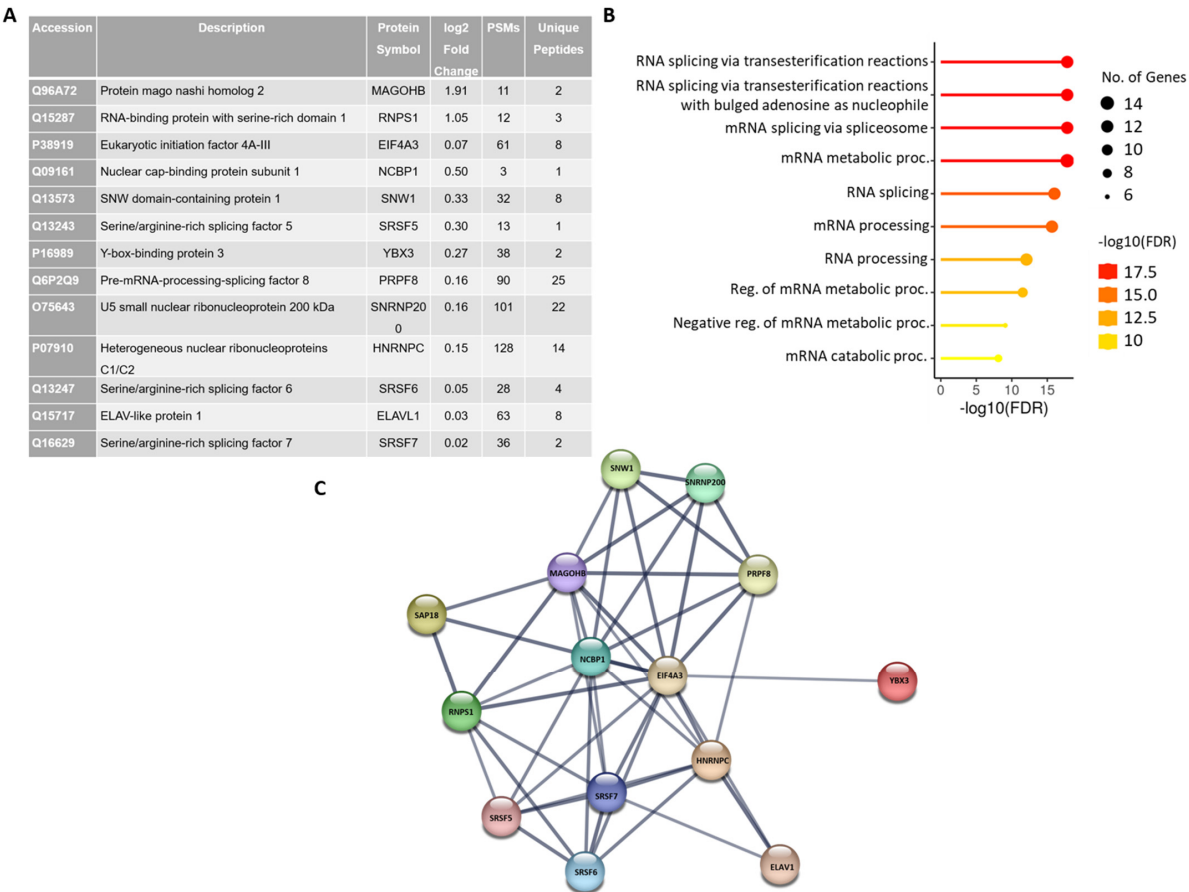 A
Accession Description Protein Symbol log2 Fold Change PSMs Unique Peptides
Q96A72 Protein mago nashi homolog 2 MAGOHB 1.91 11 2
Q15287 RNA-binding protein with serine-rich domain 1 RNPS1 1.05 12 3
P38919 Eukaryotic initiation factor 4A-III EIF4A3 0.07 61 8
Q09161 Nuclear cap-binding protein subunit 1 NCBP1 0.50 3 1
Q13573 SNW domain-containing protein 1 SNW1 0.33 32 8
Q13243 Serine/arginine-rich splicing factor 5 SRSF5 0.30 13 1
P16989 Y-box-binding protein 3 YBX3 0.27 38 2
Q6P2Q9 Pre-mRNA-processing-splicing factor 8 PRPF8 0.16 90 25
O75643 U5 small nuclear ribonucleoprotein 200 kDa SNRNP20 0.16 101 22
0
P07910 Heterogeneous nuclear ribonucleoproteins HNRNPC 0.15 128 14
C1/C2
Q13247 Serine/arginine-rich splicing factor 6 SRSF6 0.05 28 4
Q15717 ELAV-like protein 1 ELAVL1 0.03 63 8
Q16629 Serine/arginine-rich splicing factor 7 SRSF7 0.02 36 2
B
RNA splicing via transesterification reactions
RNA splicing via transesterification reactions
with bulged adenosine as nucleophile
mRNA splicing via spliceosome
mRNA metabolic proc.
RNA splicing
mRNA processing
RNA processing
Reg. of mRNA metabolic proc.
Negative reg. of mRNA metabolic proc.
mRNA catabolic proc.
0 5 10 15
-log10(FDR)
No. of Genes
14
12
10
8
6
-log10(FDR)
17.5
15.0
12.5
10
C
SNW1
SNRNP200
MAGOHB
PRPF8
SAP18
NCBP1
EIF4A3
YBX3
RNPS1
HNRNPC
SRSF7
SRSF5
ELAV1
SRSF6